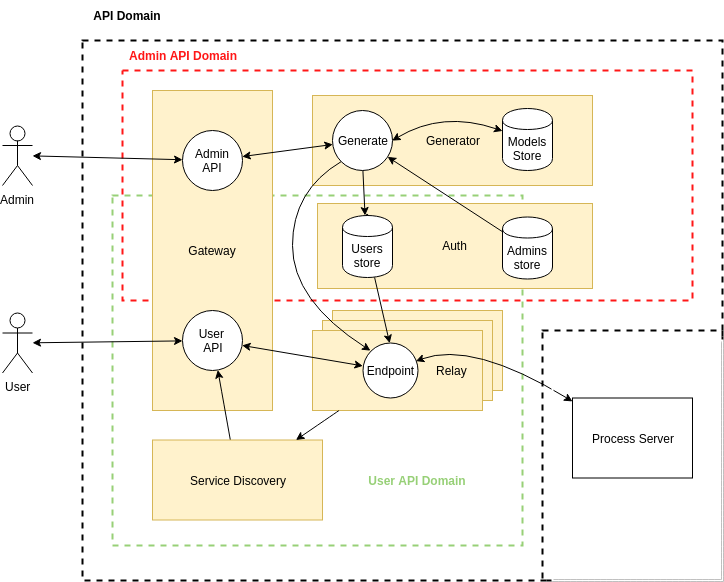 API Domain
Admin API Domain
Admin
API
Generate
Generator
Models
Store
Admin
Gateway
Users
store
Auth
Admins
store
User
API
User
Endpoint
Relay
Process Server
Service Discovery
User API Domain